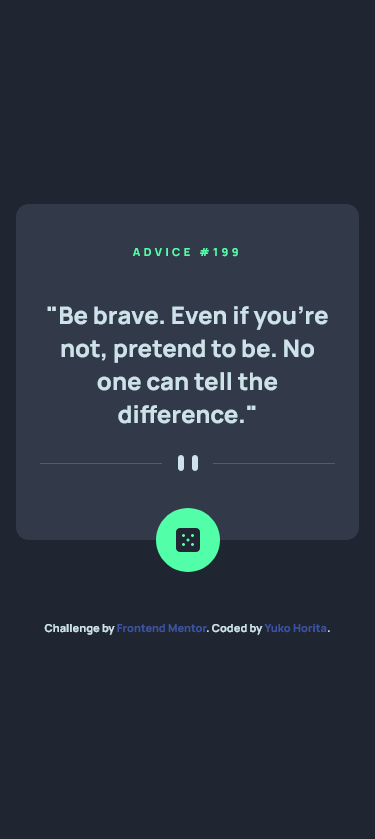 ADVICE #199
"Be brave. Even if you're
not, pretend to be. No
one can tell the
difference."
Challenge by Frontend Mentor. Coded by Yuko Horita.